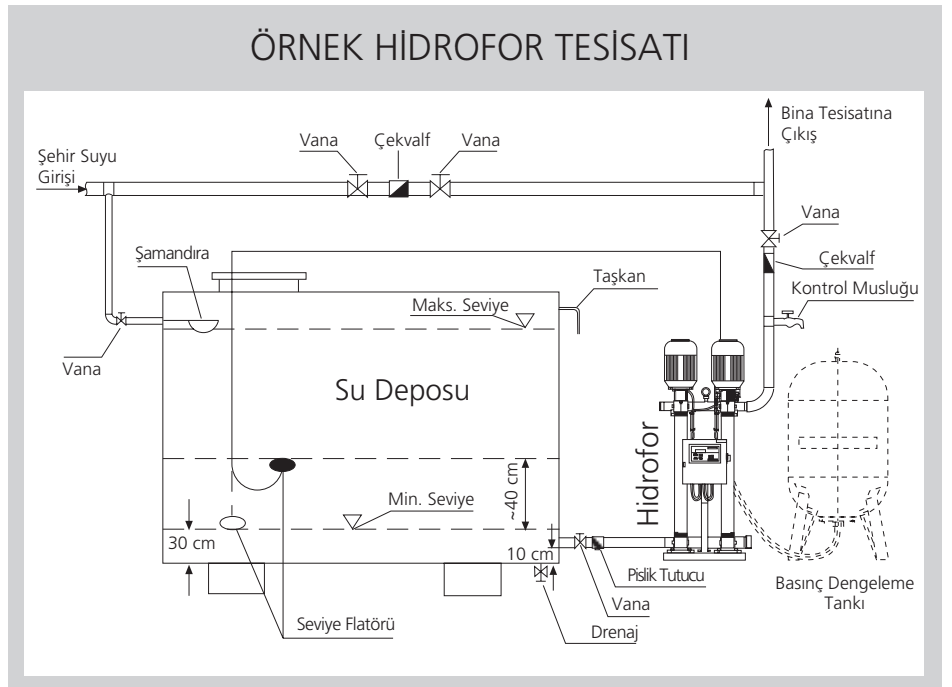 ÖRNEK HİDROFOR TESİSATI
Bina Tesisatına
Çıkış
Vana
Çekvalf
Vana
Şehir Suyu
Girişi
Vana
Şamandıra
Çekvalf
Taşkan
Kontrol Musluğu
Maks. Seviye
Vana
Su Deposu
Hidrofor
~40 cm
Min. Seviye
30 cm
10 cm
Pislik Tutucu
Basınç Dengeleme
Tankı
Vana
Seviye Flatörü
Drenaj